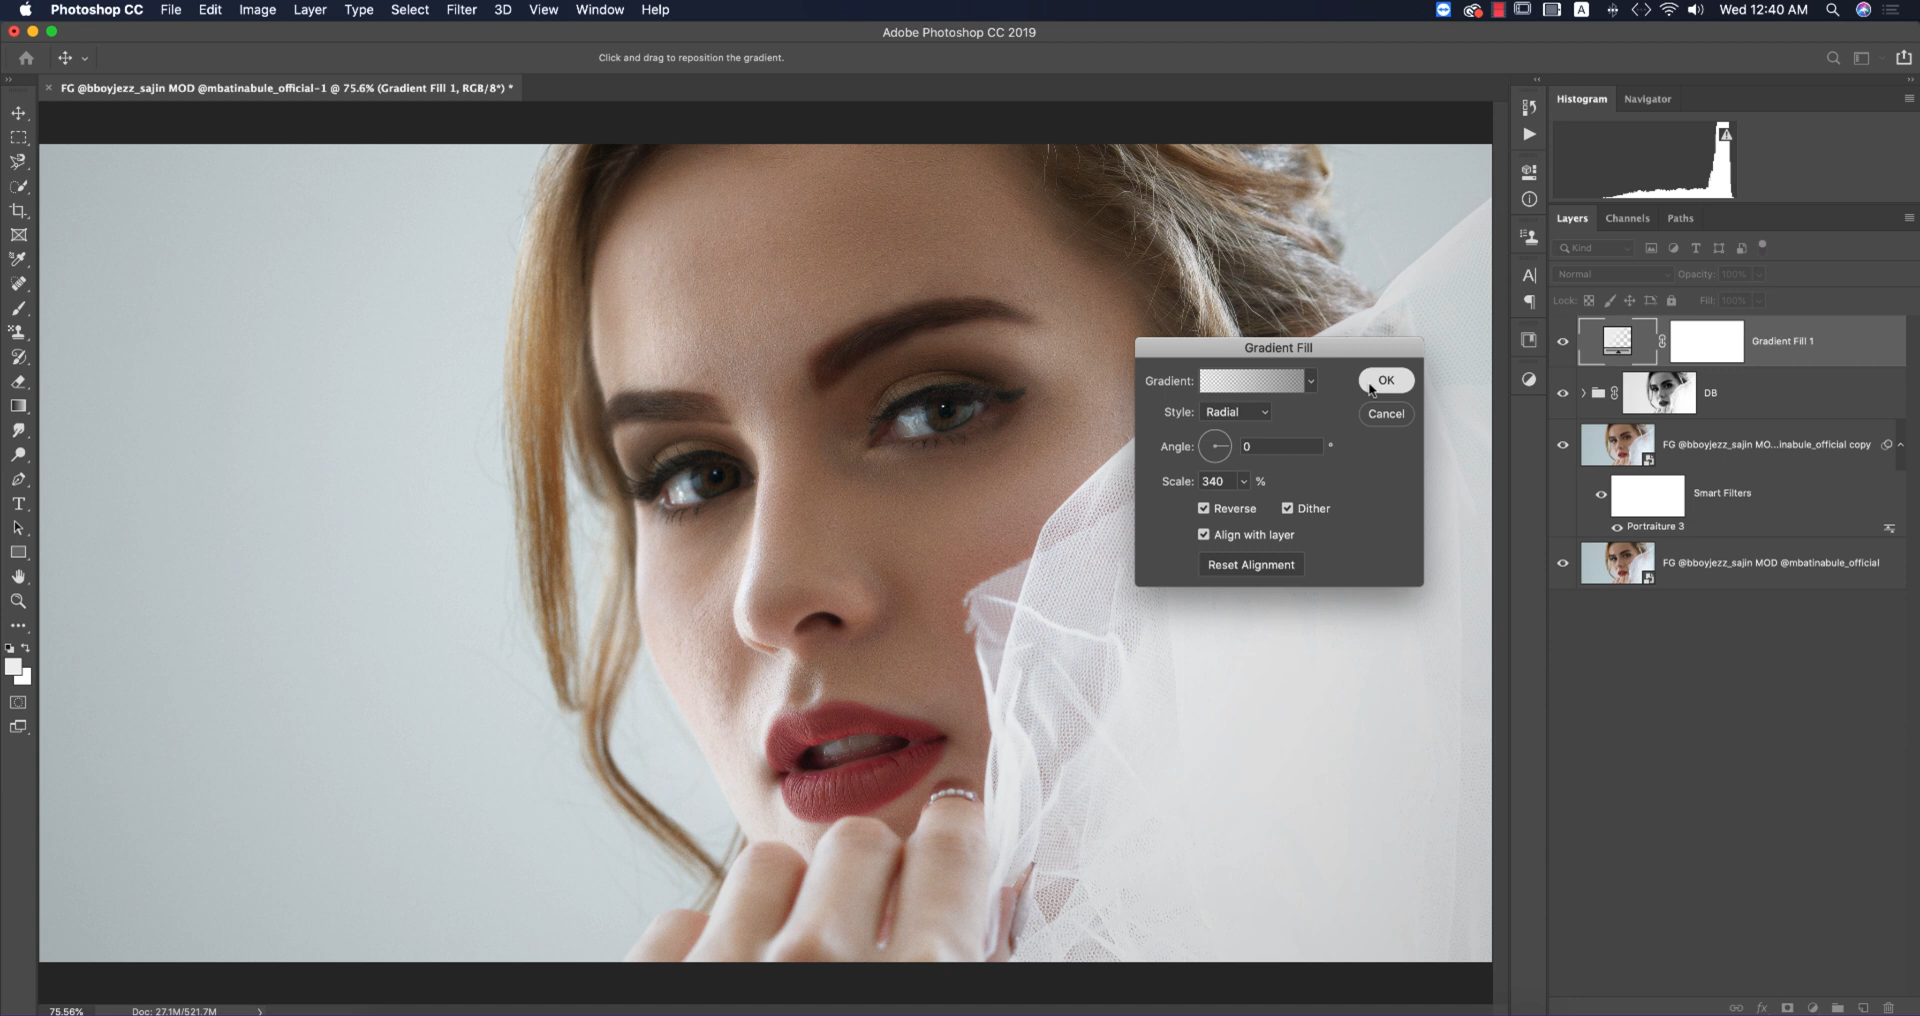 Photoshop CC File Edit Image Layer Type Select Filter 3D View Window Help A Wed 12:40 AM
Adobe Photoshop CC 2019
Click and drag to reposition the gradient.
FG @bboyjezz_sajin MOD @mbatinabule_official-1 @ 75.6% (Gradient Fill 1, RGB/8*) *
Histogram Navigator
Layers Channels Paths
Kind
Normal Opacity: 100%
Lock: Fill: 100%
Gradient Fill 1
DB
FG @bboyjezz_sajin MO...inabule_official copy
Smart Filters
Portraiture 3
FG @bboyjezz_sajin MOD @mbatinabule_official
Gradient Fill
Gradient: OK
Style: Radial Cancel
Angle: 0 °
Scale: 340 %
Reverse Dither
Align with layer
Reset Alignment
75.56% Doc: 27.1M/521.7M